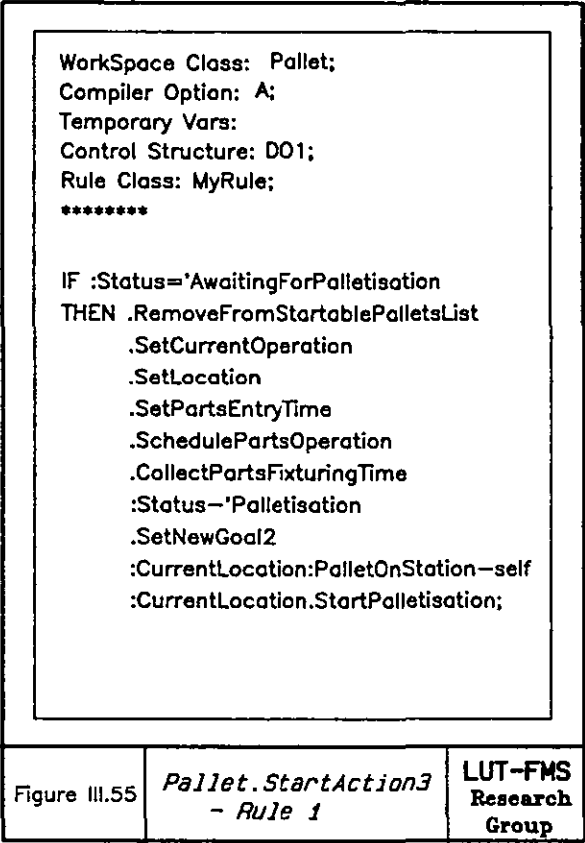 WorkSpace Class: Pallet;
Compiler Option: A;
Temporary Vars:
Control Structure: DO1;
Rule Class: MyRule;
********
IF :Status='AwaitingForPalletisation
THEN .RemoveFromStartablePalletsList
.SetCurrentOperation
.SetLocation
.SetPartsEntryTime
.SchedulePartsOperation
.CollectPartsFixturingTime
:Status–'Palletisation
.SetNewGoal2
:CurrentLocation:PalletOnStation–self
:CurrentLocation.StartPalletisation;
Figure III.55
Pallet.StartAction3
- Rule 1
LUT-FMS
Research
Group